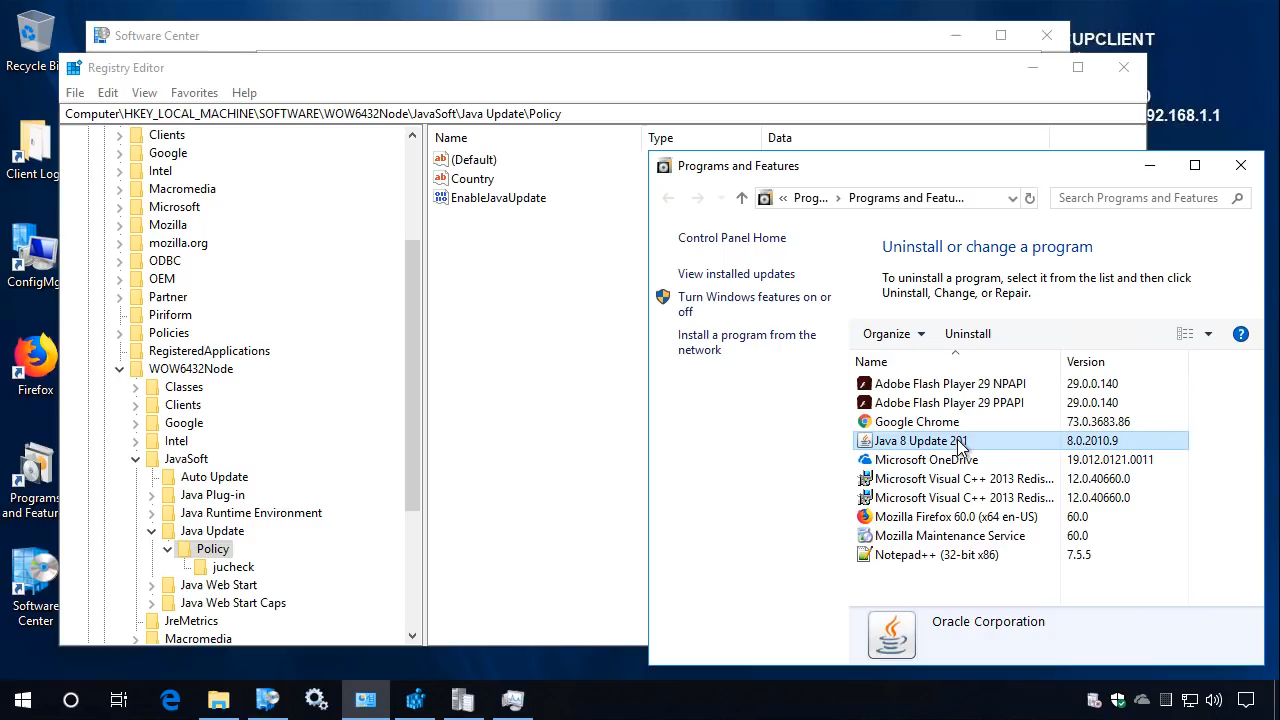 Recycle Bin
Client Log
ConfigMg
Firefox
Programs
and Featur
Software
Center
Software Center
UPCLIENT
92.168.1.1
Registry Editor
File Edit View Favorites Help
Computer\HKEY_LOCAL_MACHINE\SOFTWARE\WOW6432Node\JavaSoft\Java Update\Policy
Clients
Google
Intel
Macromedia
Microsoft
Mozilla
mozilla.org
ODBC
OEM
Partner
Piriform
Policies
RegisteredApplications
WOW6432Node
Classes
Clients
Google
Intel
JavaSoft
Auto Update
Java Plug-in
Java Runtime Environment
Java Update
Policy
jucheck
Java Web Start
Java Web Start Caps
JreMetrics
Macromedia
Name Type Data
(Default)
Country
EnableJavaUpdate
Programs and Features
« Prog... Programs and Featu... Search Programs and Features
Control Panel Home
View installed updates
Turn Windows features on or
off
Install a program from the
network
Uninstall or change a program
To uninstall a program, select it from the list and then click
Uninstall, Change, or Repair.
Organize Uninstall
Name Version
Adobe Flash Player 29 NPAPI 29.0.0.140
Adobe Flash Player 29 PPAPI 29.0.0.140
Google Chrome 73.0.3683.86
Java 8 Update 201 8.0.2010.9
Microsoft OneDrive 19.012.0121.0011
Microsoft Visual C++ 2013 Redis... 12.0.40660.0
Microsoft Visual C++ 2013 Redis... 12.0.40660.0
Mozilla Firefox 60.0 (x64 en-US) 60.0
Mozilla Maintenance Service 60.0
Notepad++ (32-bit x86) 7.5.5
Oracle Corporation